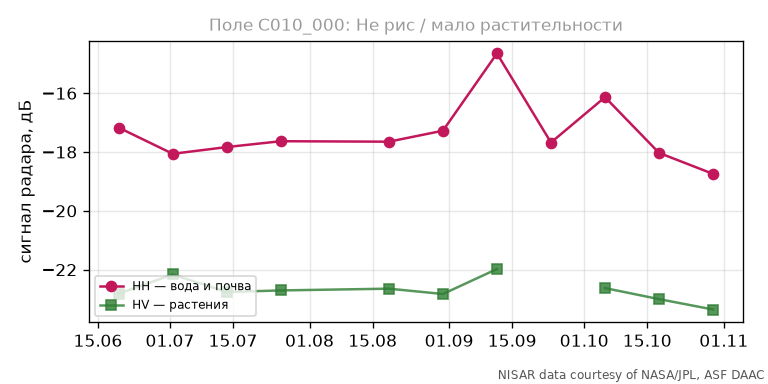 Поле C010_000: Не рис / мало растительности
сигнал радара, дБ
−16
−18
−20
−22
HH — вода и почва
HV — растения
15.06 01.07 15.07 01.08 15.08 01.09 15.09 01.10 15.10 01.11
NISAR data courtesy of NASA/JPL, ASF DAAC